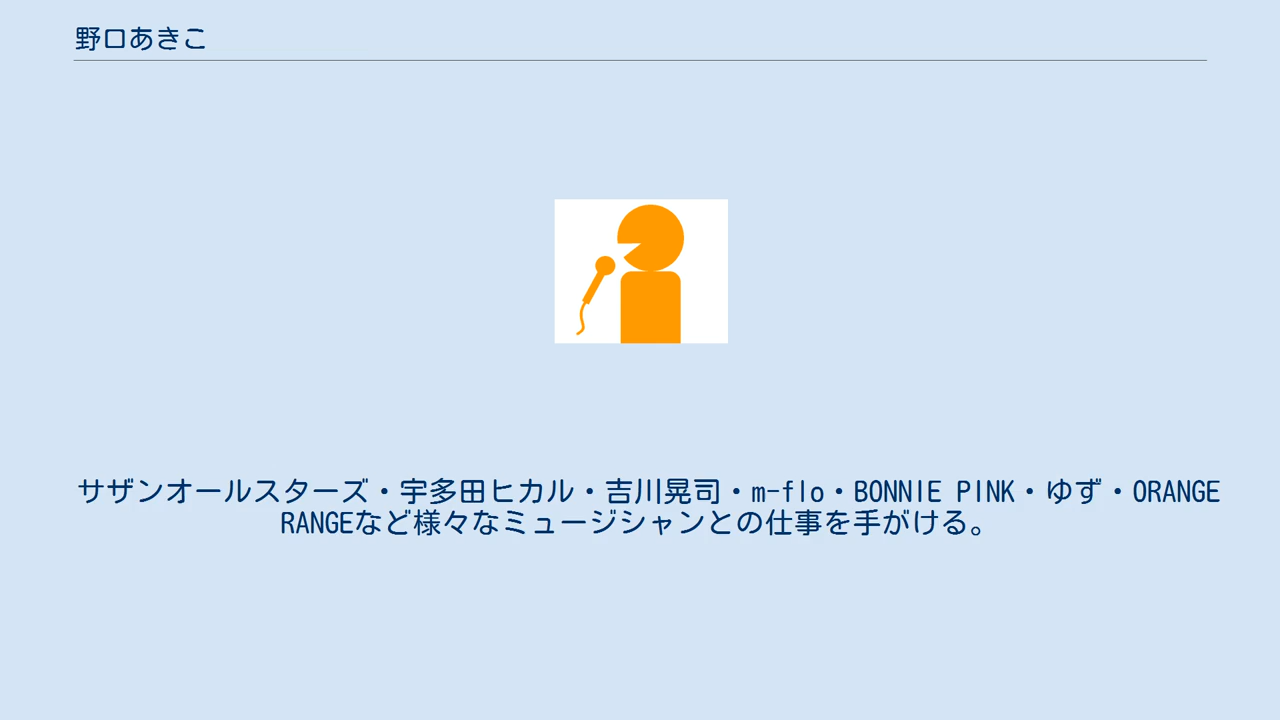 野口あきこ
サザンオールスターズ・宇多田ヒカル・吉川晃司・m-flo・BONNIE PINK・ゆず・ORANGE
RANGEなど様々なミュージシャンとの仕事を手がける。